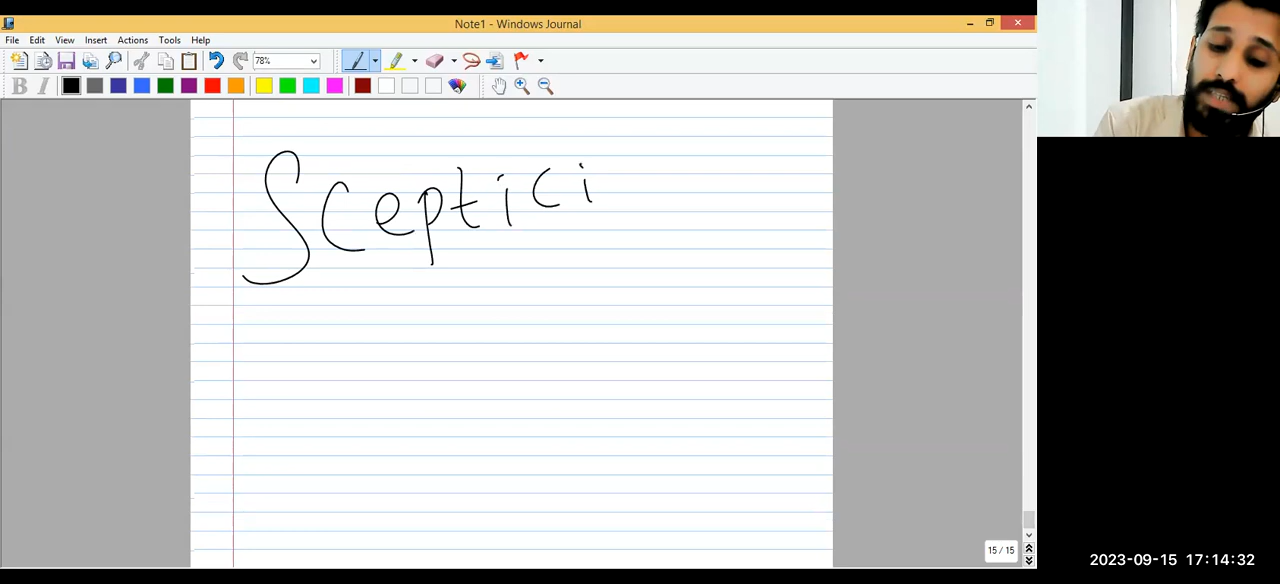 Note1 - Windows Journal
File Edit View Insert Actions Tools Help
78%
B I
Sceptici
15 / 15
2023-09-15 17:14:32